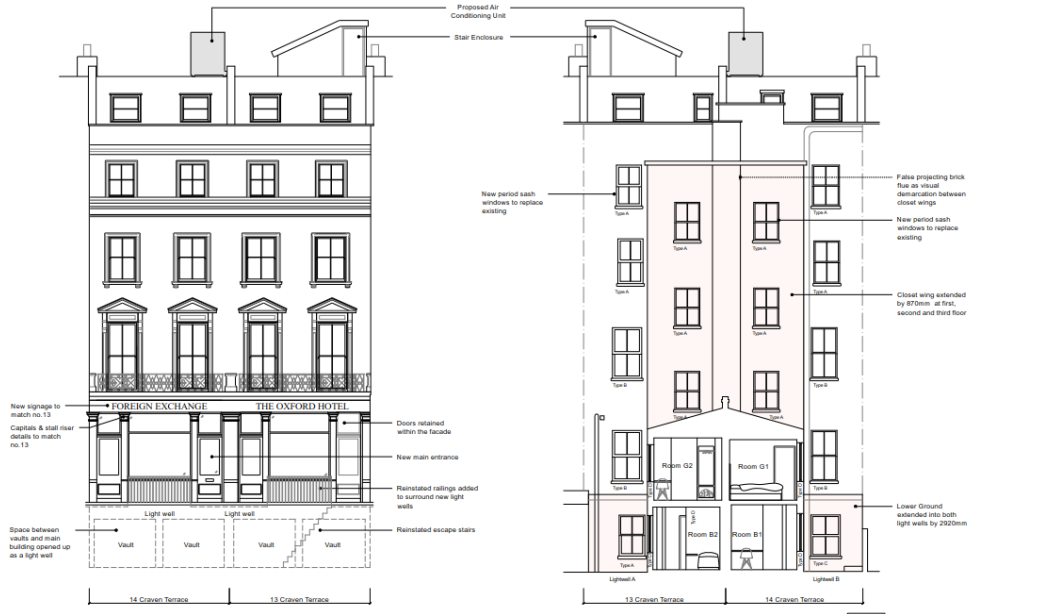 Proposed Air
Conditioning Unit
Stair Enclosure
New signage to
match no.13
FOREIGN EXCHANGE
THE OXFORD HOTEL
Capitals & stall riser
details to match
no.13
Doors retained
within the facade
New main entrance
Reinstated railings added
to surround new light
wells
Light well
Light well
Space between
vaults and main
building opened up
as a light well
Vault
Vault
Vault
Vault
Reinstated escape stairs
14 Craven Terrace
13 Craven Terrace
New period sash
windows to replace
existing
Type A
Type A
Type A
Type A
Type A
Type A
Type A
Type A
Type A
Type A
Type B
Type B
Type B
Type B
False projecting brick
flue as visual
demarcation between
closet wings
New period sash
windows to replace
existing
Closet wing extended
by 870mm at first,
second and third floor
Room G2
Room G1
Type D
Type D
Room B2
Room B1
Type D
Type D
Type D
Type A
Type C
Lower Ground
extended into both
light wells by 2920mm
Lightwell A
Lightwell B
13 Craven Terrace
14 Craven Terrace